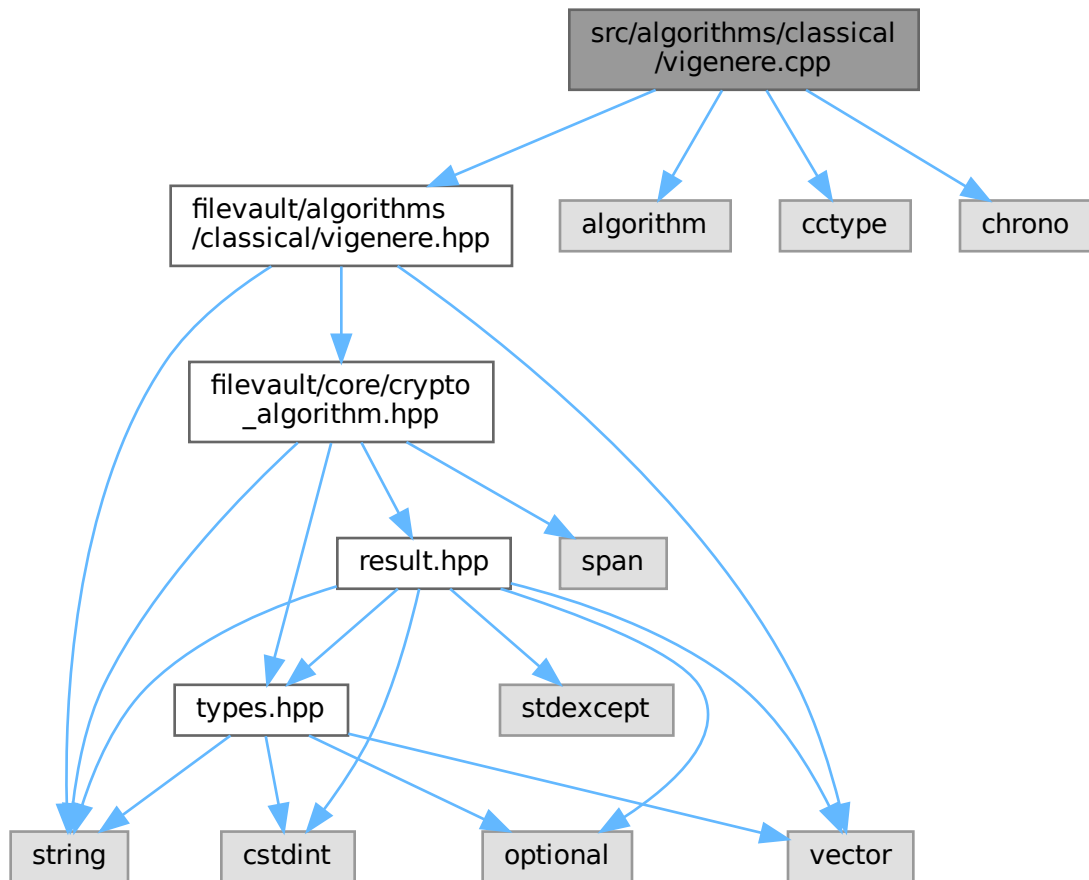 src/algorithms/classical
/vigenere.cpp
filevault/algorithms
/classical/vigenere.hpp
algorithm
cctype
chrono
filevault/core/crypto
_algorithm.hpp
result.hpp
span
types.hpp
stdexcept
string
cstdint
optional
vector